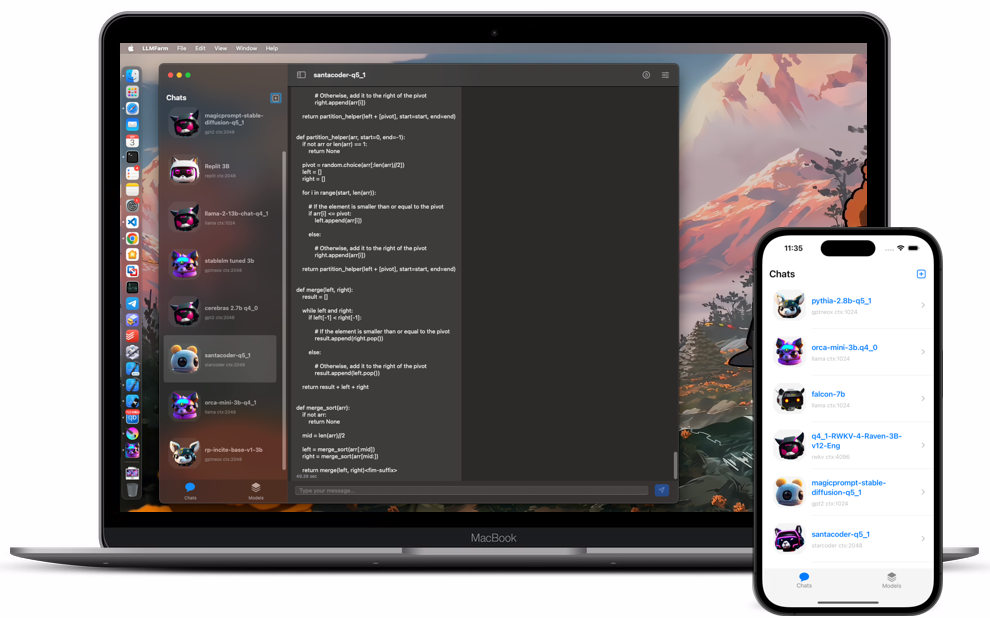 LLMFarm File Edit View Window Help
Chats
magicprompt-stable-
diffusion-q5_1
gpt2 ctx:2048
Replit 3B
replit ctx:2048
llama-2-13b-chat-q4_1
llama ctx:1024
stablelm tuned 3b
gptneox ctx:2048
cerebras 2.7b q4_0
gpt2 ctx:2048
santacoder-q5_1
starcoder ctx:2048
orca-mini-3b-q4_1
llama ctx:2048
rp-incite-base-v1-3b
gptneox ctx:2048
Chats
Models
santacoder-q5_1
# Otherwise, add it to the right of the pivot
right.append(arr[i])
return partition_helper(left + [pivot], start=start, end=end)
def partition_helper(arr, start=0, end=-1):
if not arr or len(arr) == 1:
return None
pivot = random.choice(arr[:len(arr)//2])
left = []
right = []
for i in range(start, len(arr)):
# If the element is smaller than or equal to the pivot
if arr[i] <= pivot:
left.append(arr[i])
else:
# Otherwise, add it to the right of the pivot
right.append(arr[i])
return partition_helper(left + [pivot], start=start, end=end)
def merge(left, right):
result = []
while left and right:
if left[-1] < right[-1]:
# If the element is smaller than or equal to the pivot
result.append(right.pop())
else:
# Otherwise, add it to the right of the pivot
result.append(left.pop())
return result + left + right
def merge_sort(arr):
if not arr:
return None
mid = len(arr)//2
left = merge_sort(arr[:mid])
right = merge_sort(arr[mid:])
return merge(left, right)<fim-suffix>
Type your message...
MacBook
11:35
Chats
pythia-2.8b-q5_1
gptneox ctx:1024
orca-mini-3b.q4_0
llama ctx:1024
falcon-7b
llama ctx:1024
q4_1-RWKV-4-Raven-3B-
v12-Eng
rwkv ctx:4096
magicprompt-stable-
diffusion-q5_1
gpt2 ctx:1024
santacoder-q5_1
starcoder ctx:2048
Chats
Models